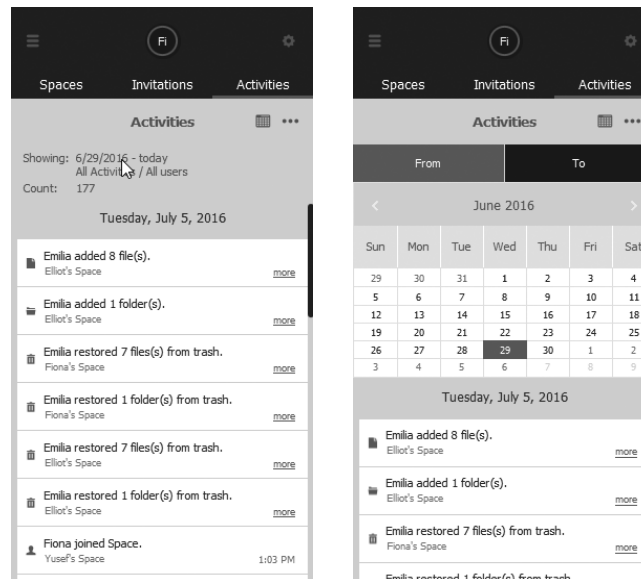 Fi
Spaces Invitations Activities
Activities
Showing: 6/29/2016 - today
All Activities / All users
Count: 177
Tuesday, July 5, 2016
Emilia added 8 file(s).
Elliot's Space more
Emilia added 1 folder(s).
Elliot's Space more
Emilia restored 7 files(s) from trash.
Fiona's Space more
Emilia restored 1 folder(s) from trash.
Fiona's Space more
Emilia restored 7 files(s) from trash.
Elliot's Space more
Emilia restored 1 folder(s) from trash.
Elliot's Space more
Fiona joined Space.
Yusef's Space 1:03 PM
Fi
Spaces Invitations Activities
Activities
From To
June 2016
Sun Mon Tue Wed Thu Fri Sat
29 30 31 1 2 3 4
5 6 7 8 9 10 11
12 13 14 15 16 17 18
19 20 21 22 23 24 25
26 27 28 29 30 1 2
3 4 5 6 7 8 9
Tuesday, July 5, 2016
Emilia added 8 file(s).
Elliot's Space more
Emilia added 1 folder(s).
Elliot's Space more
Emilia restored 7 files(s) from trash.
Fiona's Space more
Emilia restored 1 folder(s) from trash.